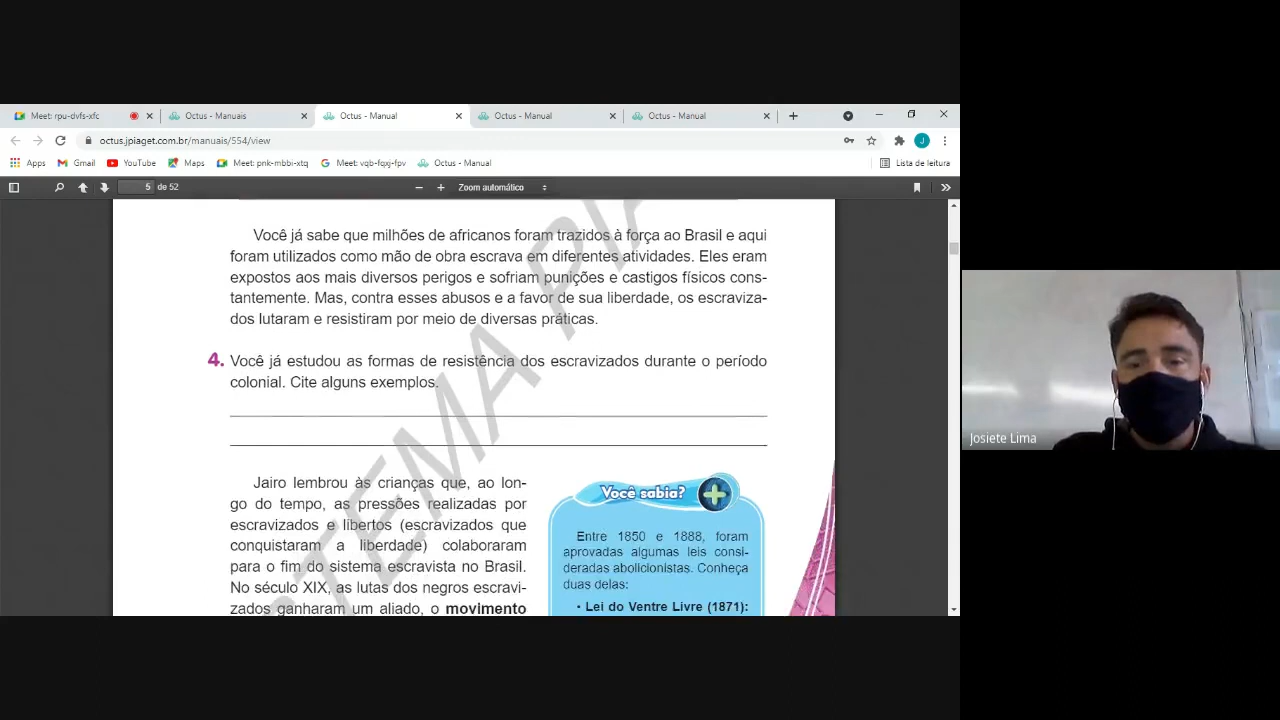 Meet: rpu-dvfs-xfc
Octus - Manuais
Octus - Manual
Octus - Manual
Octus - Manual
octus.jpiaget.com.br/manuais/554/view
J
Apps
Gmail
YouTube
Maps
Meet: pnk-mbbi-xtq
Meet: vqb-fqxj-fpv
Octus - Manual
Lista de leitura
5 de 52
Zoom automático
Você já sabe que milhões de africanos foram trazidos à força ao Brasil e aqui
foram utilizados como mão de obra escrava em diferentes atividades. Eles eram
expostos aos mais diversos perigos e sofriam punições e castigos físicos cons-
tantemente. Mas, contra esses abusos e a favor de sua liberdade, os escraviza-
dos lutaram e resistiram por meio de diversas práticas.
4. Você já estudou as formas de resistência dos escravizados durante o período
colonial. Cite alguns exemplos.
Jairo lembrou às crianças que, ao lon-
go do tempo, as pressões realizadas por
escravizados e libertos (escravizados que
conquistaram a liberdade) colaboraram
para o fim do sistema escravista no Brasil.
No século XIX, as lutas dos negros escravi-
zados ganharam um aliado, o movimento
Você sabia?
Entre 1850 e 1888, foram
aprovadas algumas leis consi-
deradas abolicionistas. Conheça
duas delas:
• Lei do Ventre Livre (1871):
TEMA PIA
Josiete Lima